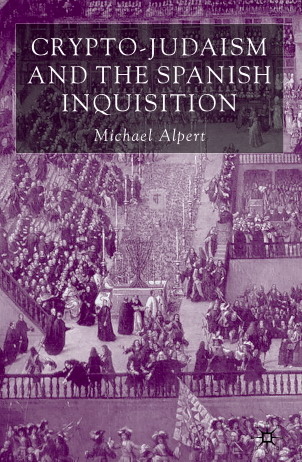 CRYPTO-JUDAISM
AND THE SPANISH
INQUISITION
Michael Alpert